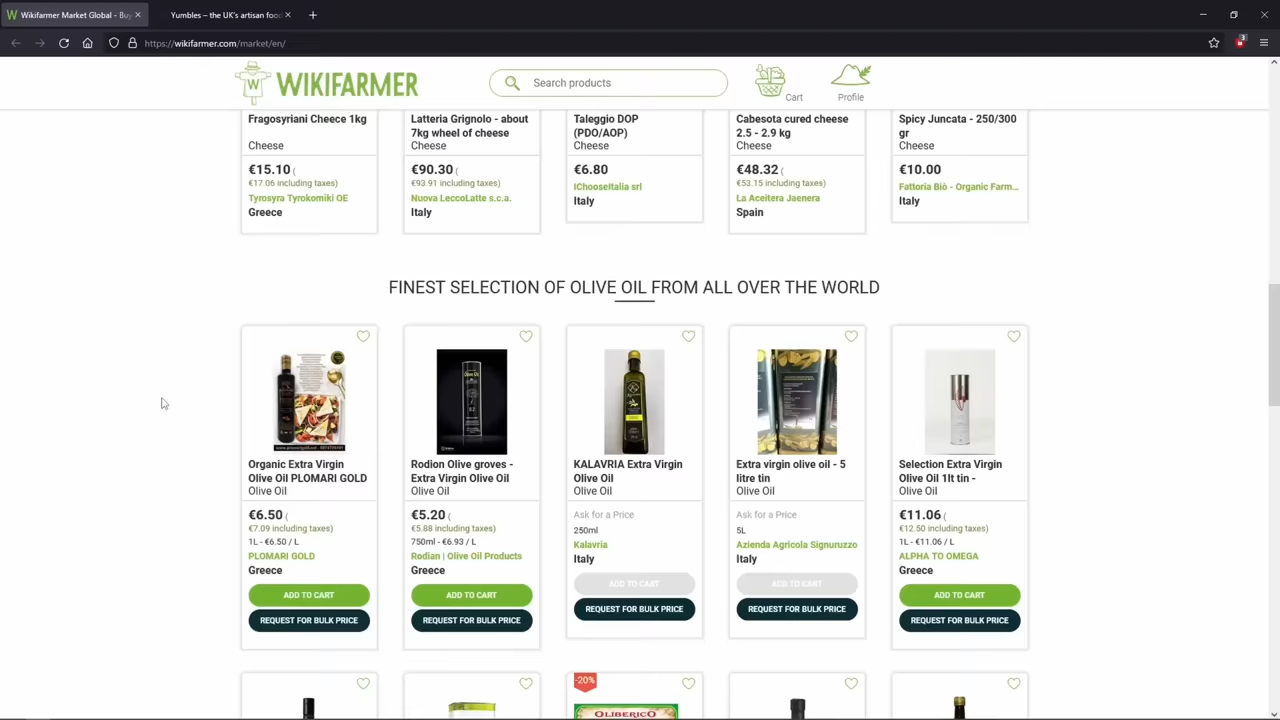 Wikifarmer Market Global - Bu
Yumbles – the UK's artisan food
https://wikifarmer.com/market/en/
3
W
WIKIFARMER
Search products
Cart
Profile
Fragosyriani Cheece 1kg
Cheese
€15.10 (
€17.06 including taxes)
Tyrosyra Tyrokomiki OE
Greece
Latteria Grignolo - about
7kg wheel of cheese
Cheese
€90.30 (
€93.91 including taxes)
Nuova LeccoLatte s.c.a.
Italy
Taleggio DOP
(PDO/AOP)
Cheese
€6.80
IChooseItalia srl
Italy
Cabesota cured cheese
2.5 - 2.9 kg
Cheese
€48.32 (
€53.15 including taxes)
La Aceitera Jaenera
Spain
Spicy Juncata - 250/300
gr
Cheese
€10.00
Fattoria Biò - Organic Farm...
Italy
FINEST SELECTION OF OLIVE OIL FROM ALL OVER THE WORLD
Organic Extra Virgin
Olive Oil PLOMARI GOLD
Olive Oil
€6.50 (
€7.09 including taxes)
1L - €6.50 / L
PLOMARI GOLD
Greece
ADD TO CART
REQUEST FOR BULK PRICE
Rodion Olive groves -
Extra Virgin Olive Oil
Olive Oil
€5.20 (
€5.88 including taxes)
750ml - €6.93 / L
Rodian | Olive Oil Products
Greece
ADD TO CART
REQUEST FOR BULK PRICE
KALAVRIA Extra Virgin
Olive Oil
Olive Oil
Ask for a Price
250ml
Kalavria
Italy
ADD TO CART
REQUEST FOR BULK PRICE
Extra virgin olive oil - 5
litre tin
Olive Oil
Ask for a Price
5L
Azienda Agricola Signuruzzo
Italy
ADD TO CART
REQUEST FOR BULK PRICE
Selection Extra Virgin
Olive Oil 1lt tin -
Olive Oil
€11.06 (
€12.50 including taxes)
1L - €11.06 / L
ALPHA TO OMEGA
Greece
ADD TO CART
REQUEST FOR BULK PRICE
-20%
OLIBERICO